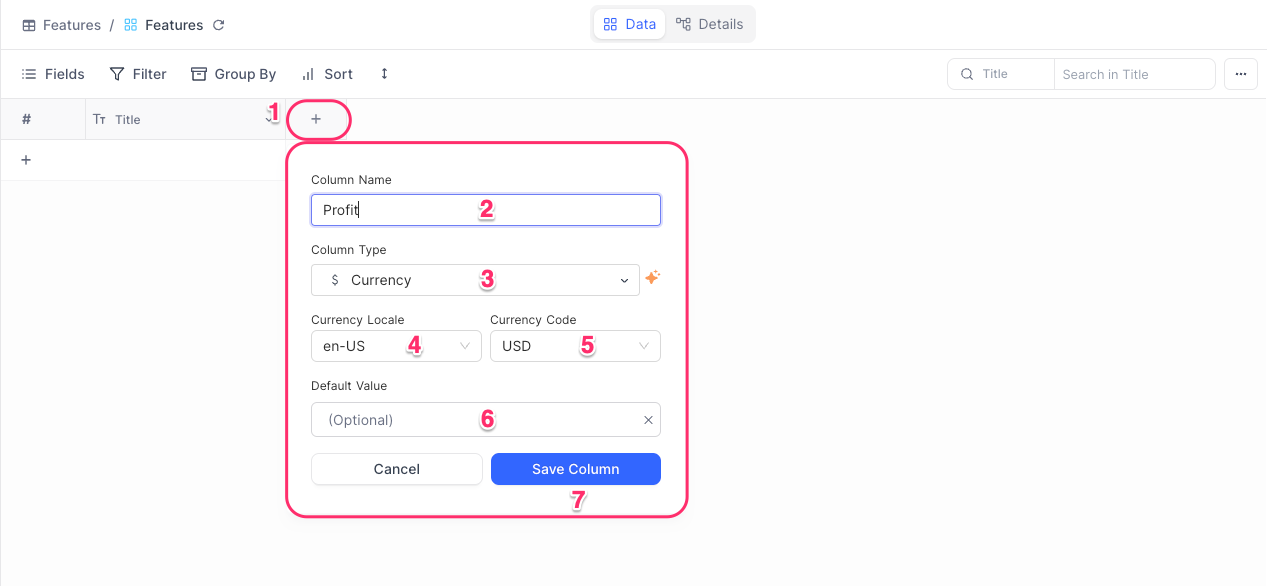 Features / Features
Data Details
Fields Filter Group By Sort
Title Search in Title
# Tт Title 1 +
+
Column Name
Profit 2
Column Type
$ Currency 3
Currency Locale Currency Code
en-US 4 USD 5
Default Value
(Optional) 6
Cancel Save Column
7